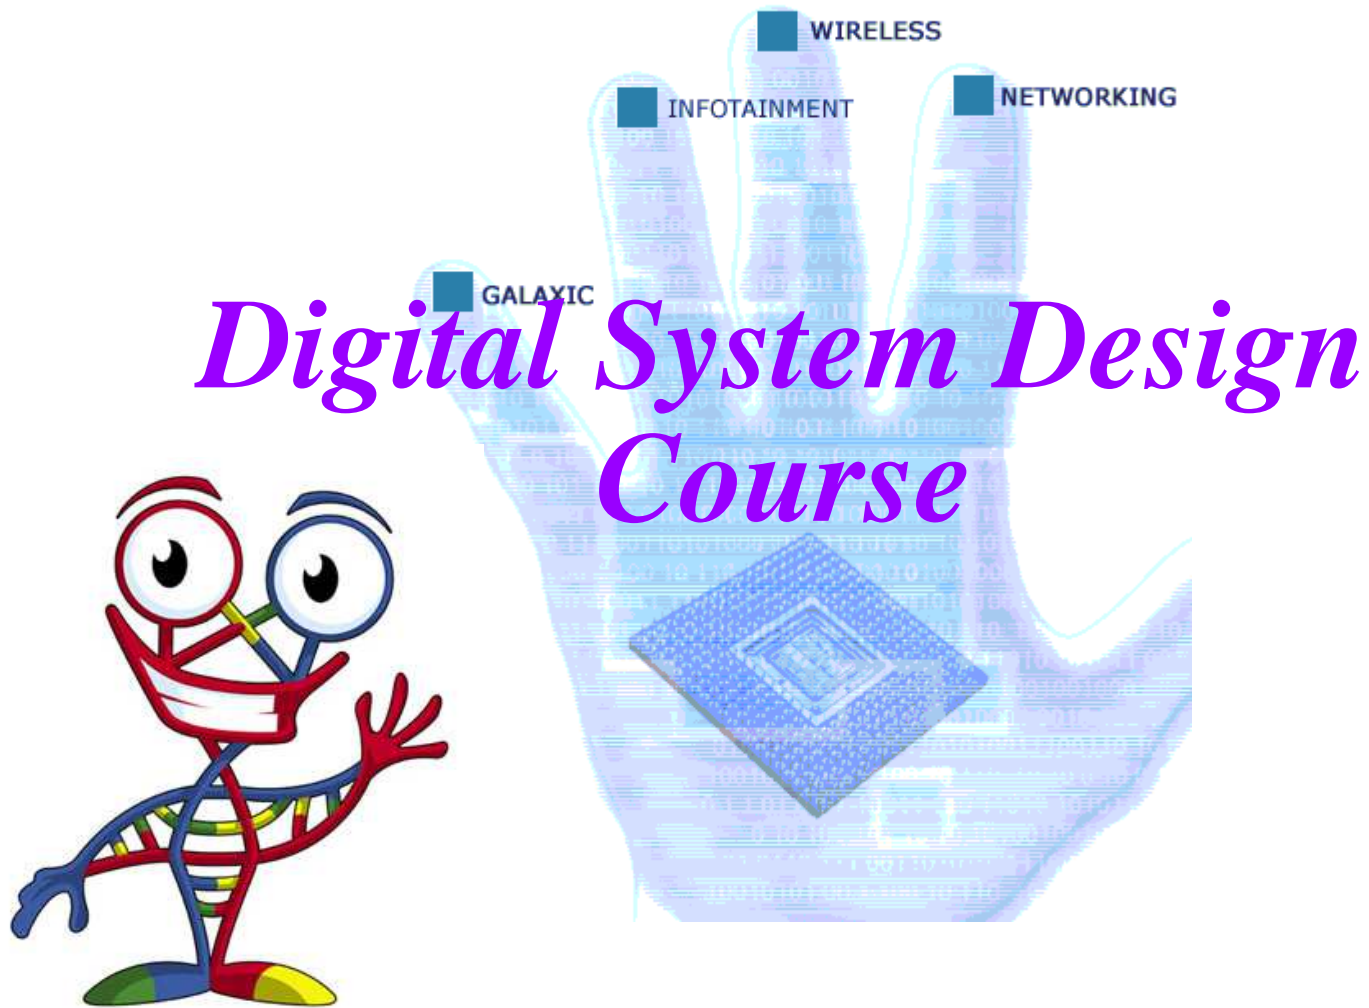 WIRELESS
INFOTAINMENT
NETWORKING
GALAXIC
Digital System Design
Course